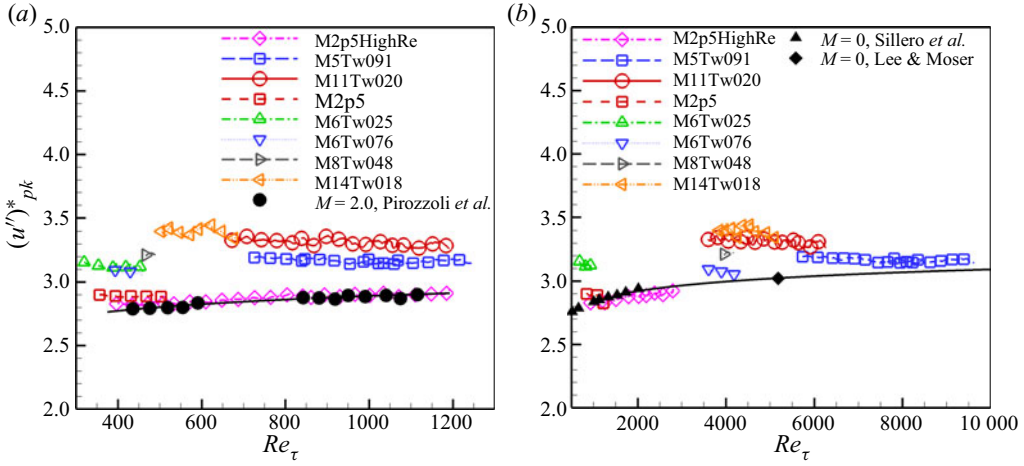 (a)
5.0
4.5
4.0
3.5
3.0
2.5
2.0
(u″)*pk
M2p5HighRe
M5Tw091
M11Tw020
M2p5
M6Tw025
M6Tw076
M8Tw048
M14Tw018
M = 2.0, Pirozzoli et al.
400 600 800 1000 1200
Reτ
(b)
5.0
4.5
4.0
3.5
3.0
2.5
2.0
M2p5HighRe
M5Tw091
M11Tw020
M2p5
M6Tw025
M6Tw076
M8Tw048
M14Tw018
M = 0, Sillero et al.
M = 0, Lee & Moser
2000 4000 6000 8000 10 000
Reτ